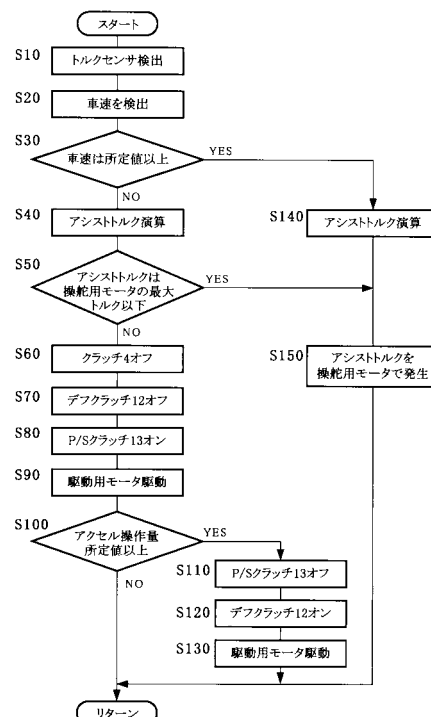 スタート
S10
トルクセンサ検出
S20
車速を検出
S30
車速は所定値以上
YES
NO
S40
アシストトルク演算
S140
アシストトルク演算
S50
アシストトルクは
操舵用モータの最大
トルク以下
YES
NO
S60
クラッチ4オフ
S150
アシストトルクを
操舵用モータで発生
S70
デフクラッチ12オフ
S80
P/Sクラッチ13オン
S90
駆動用モータ駆動
S100
アクセル操作量
所定値以上
YES
NO
S110
P/Sクラッチ13オフ
S120
デフクラッチ12オン
S130
駆動用モータ駆動
リターン